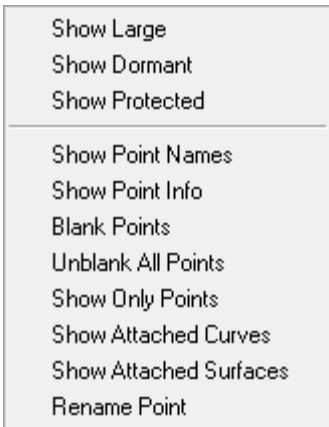 Show Large
Show Dormant
Show Protected
Show Point Names
Show Point Info
Blank Points
Unblank All Points
Show Only Points
Show Attached Curves
Show Attached Surfaces
Rename Point